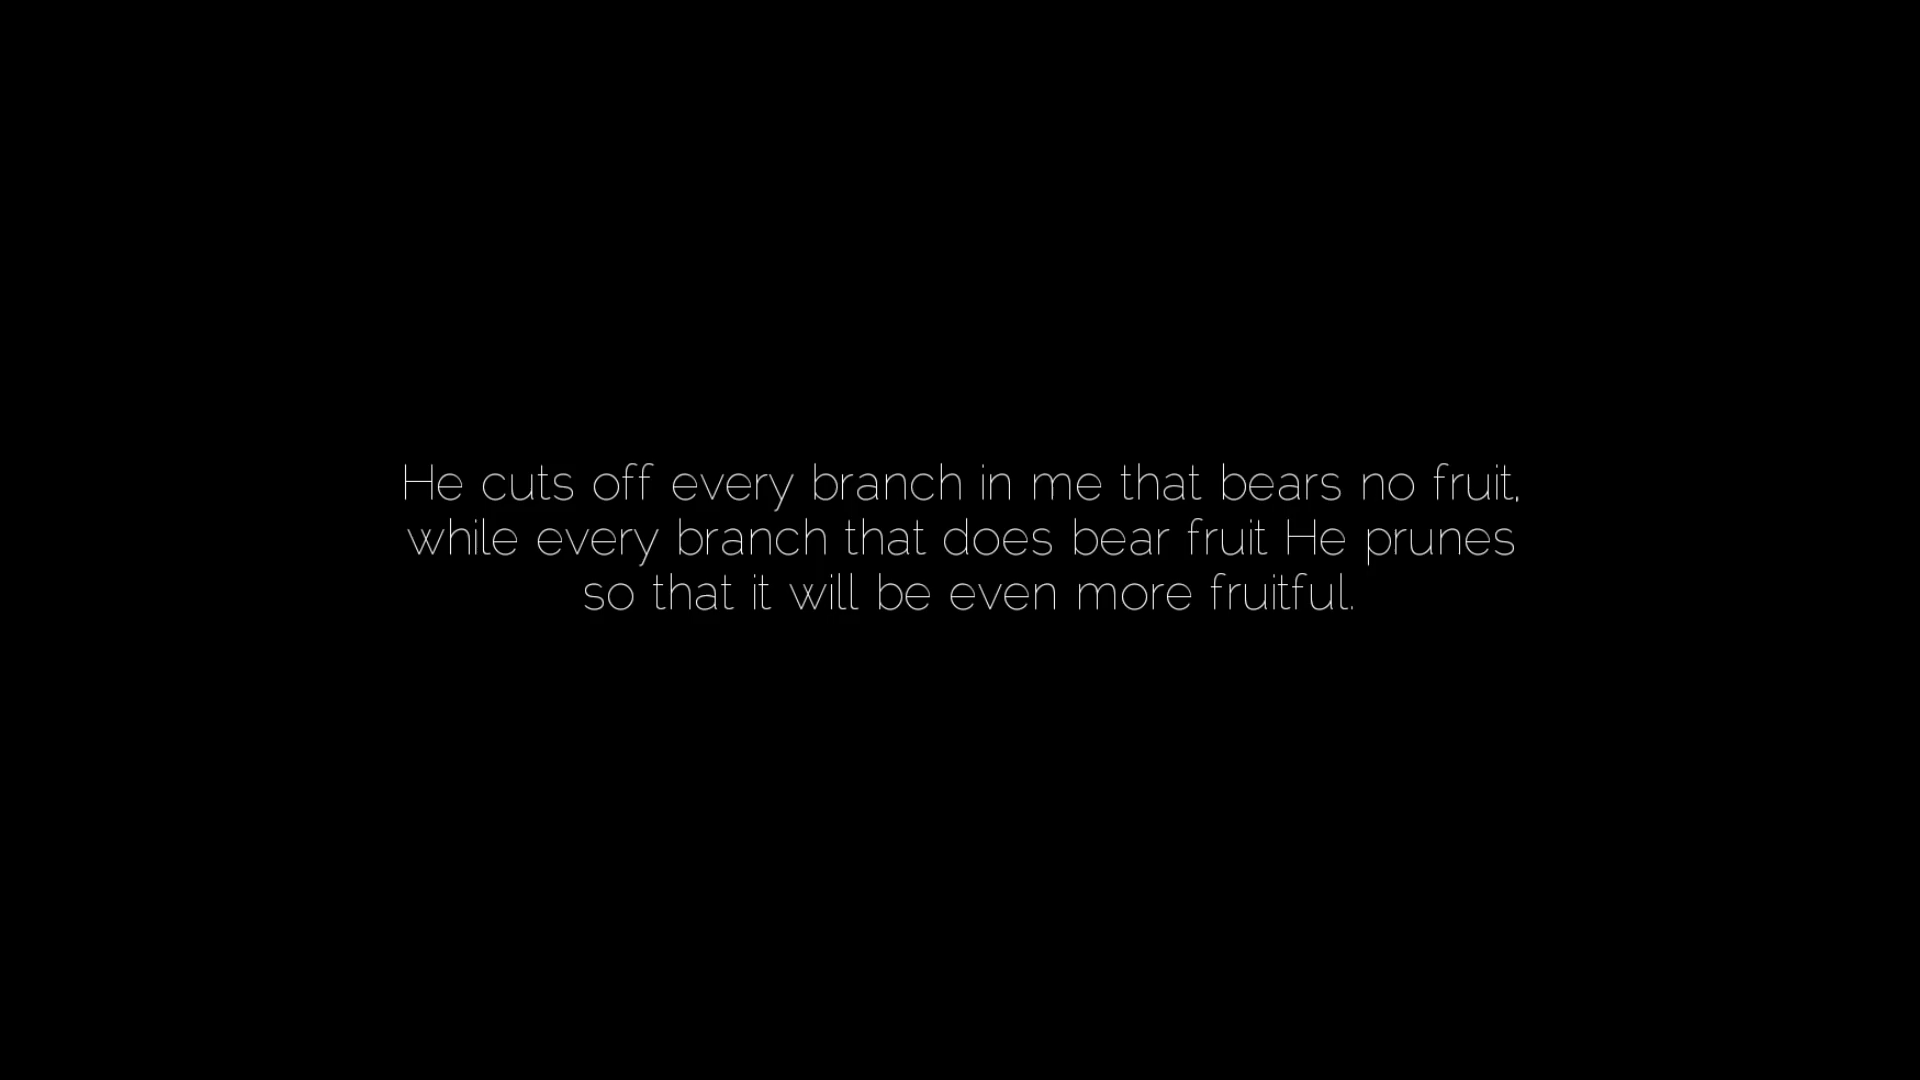 He cuts off every branch in me that bears no fruit,
while every branch that does bear fruit He prunes
so that it will be even more fruitful.